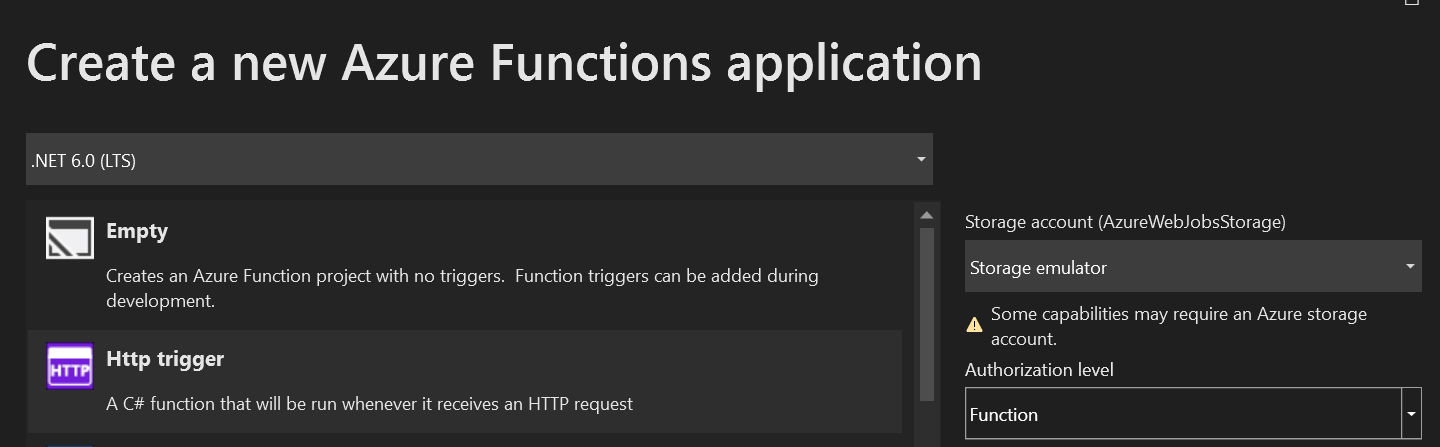 Create a new Azure Functions application
.NET 6.0 (LTS)
Empty
Creates an Azure Function project with no triggers.  Function triggers can be added during
development.
HTTP
Http trigger
A C# function that will be run whenever it receives an HTTP request
Storage account (AzureWebJobsStorage)
Storage emulator
Some capabilities may require an Azure storage
account.
Authorization level
Function